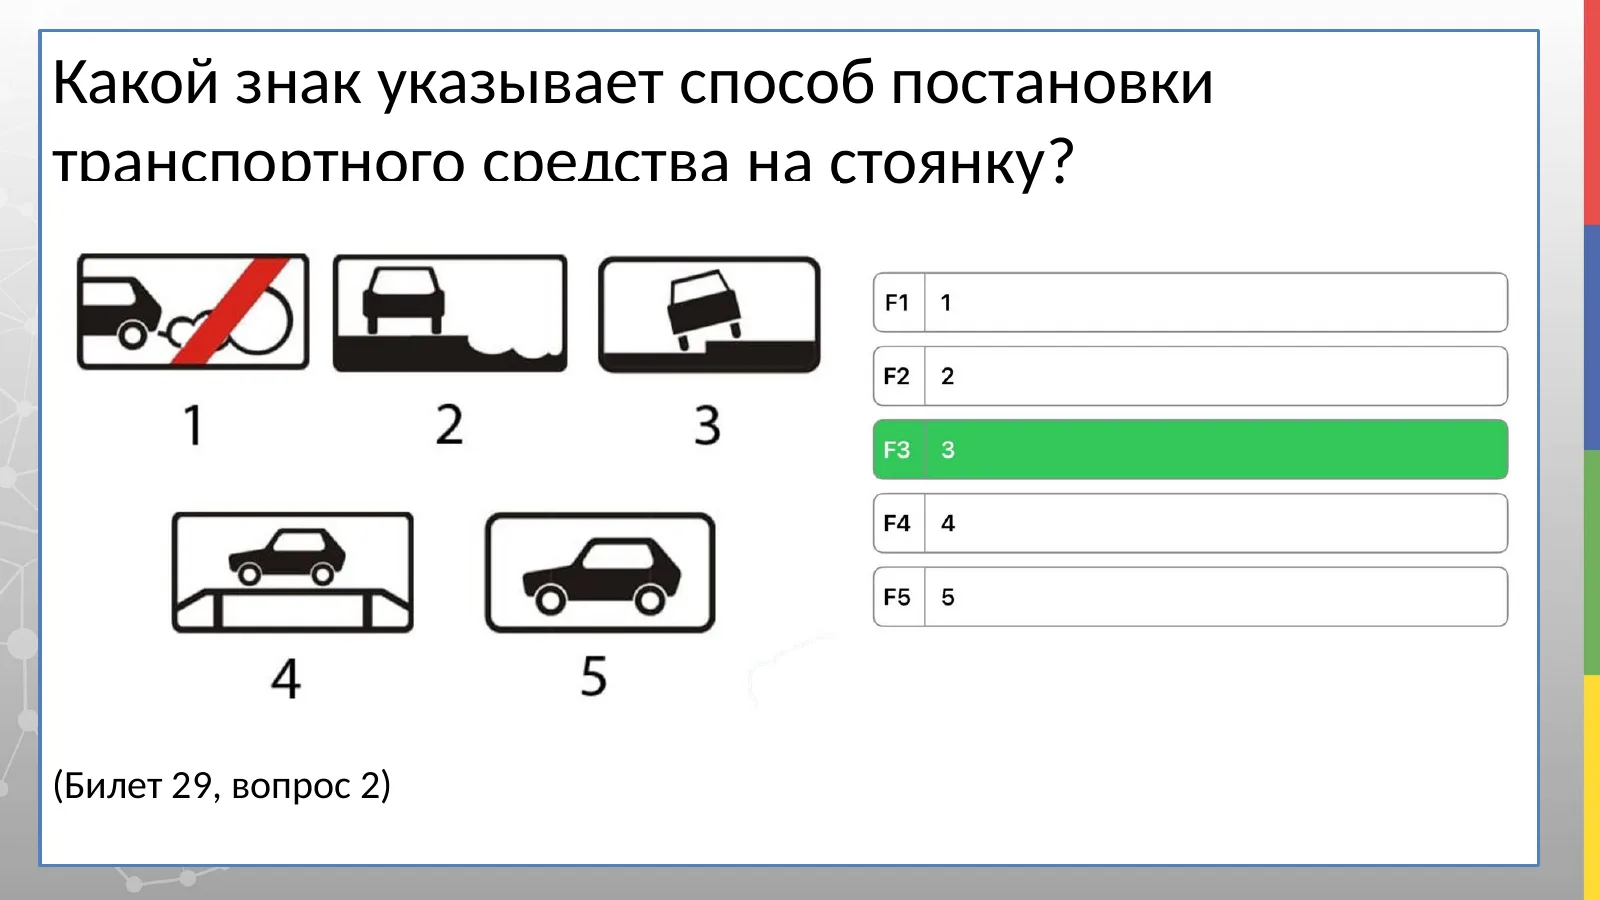 Какой знак указывает способ постановки
транспортного средства на стоянку?
1
2
3
4
5
F1 1
F2 2
F3 3
F4 4
F5 5
(Билет 29, вопрос 2)